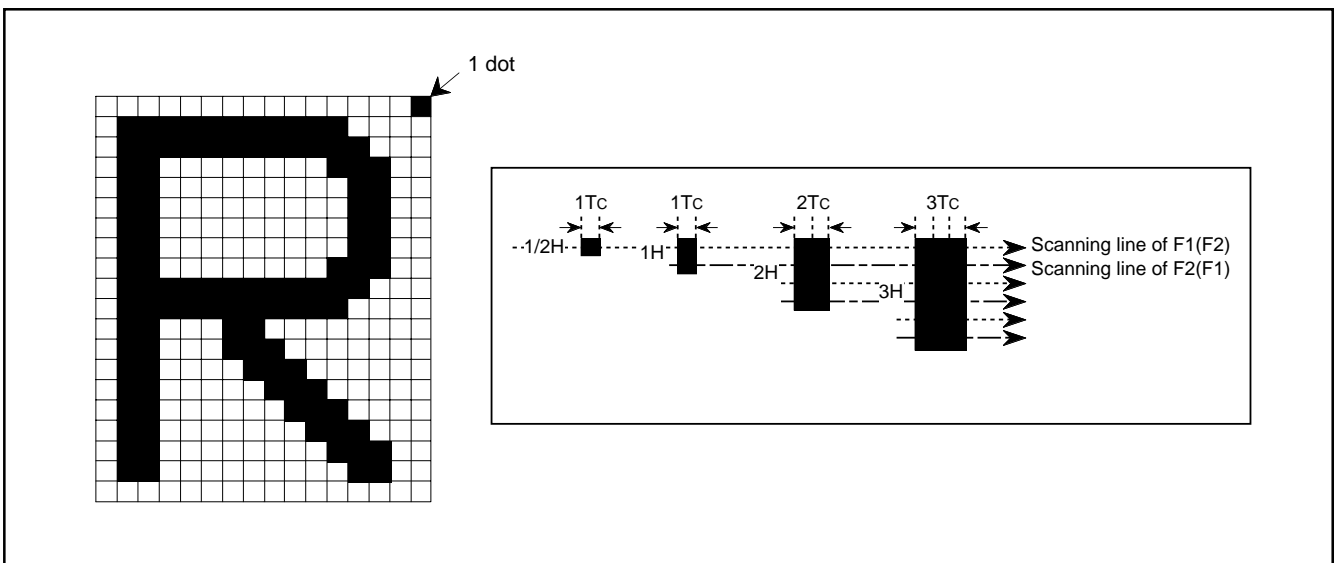 1 dot
1Tc 1Tc 2Tc 3Tc
1/2H 1H 2H 3H
Scanning line of F1(F2)
Scanning line of F2(F1)
R